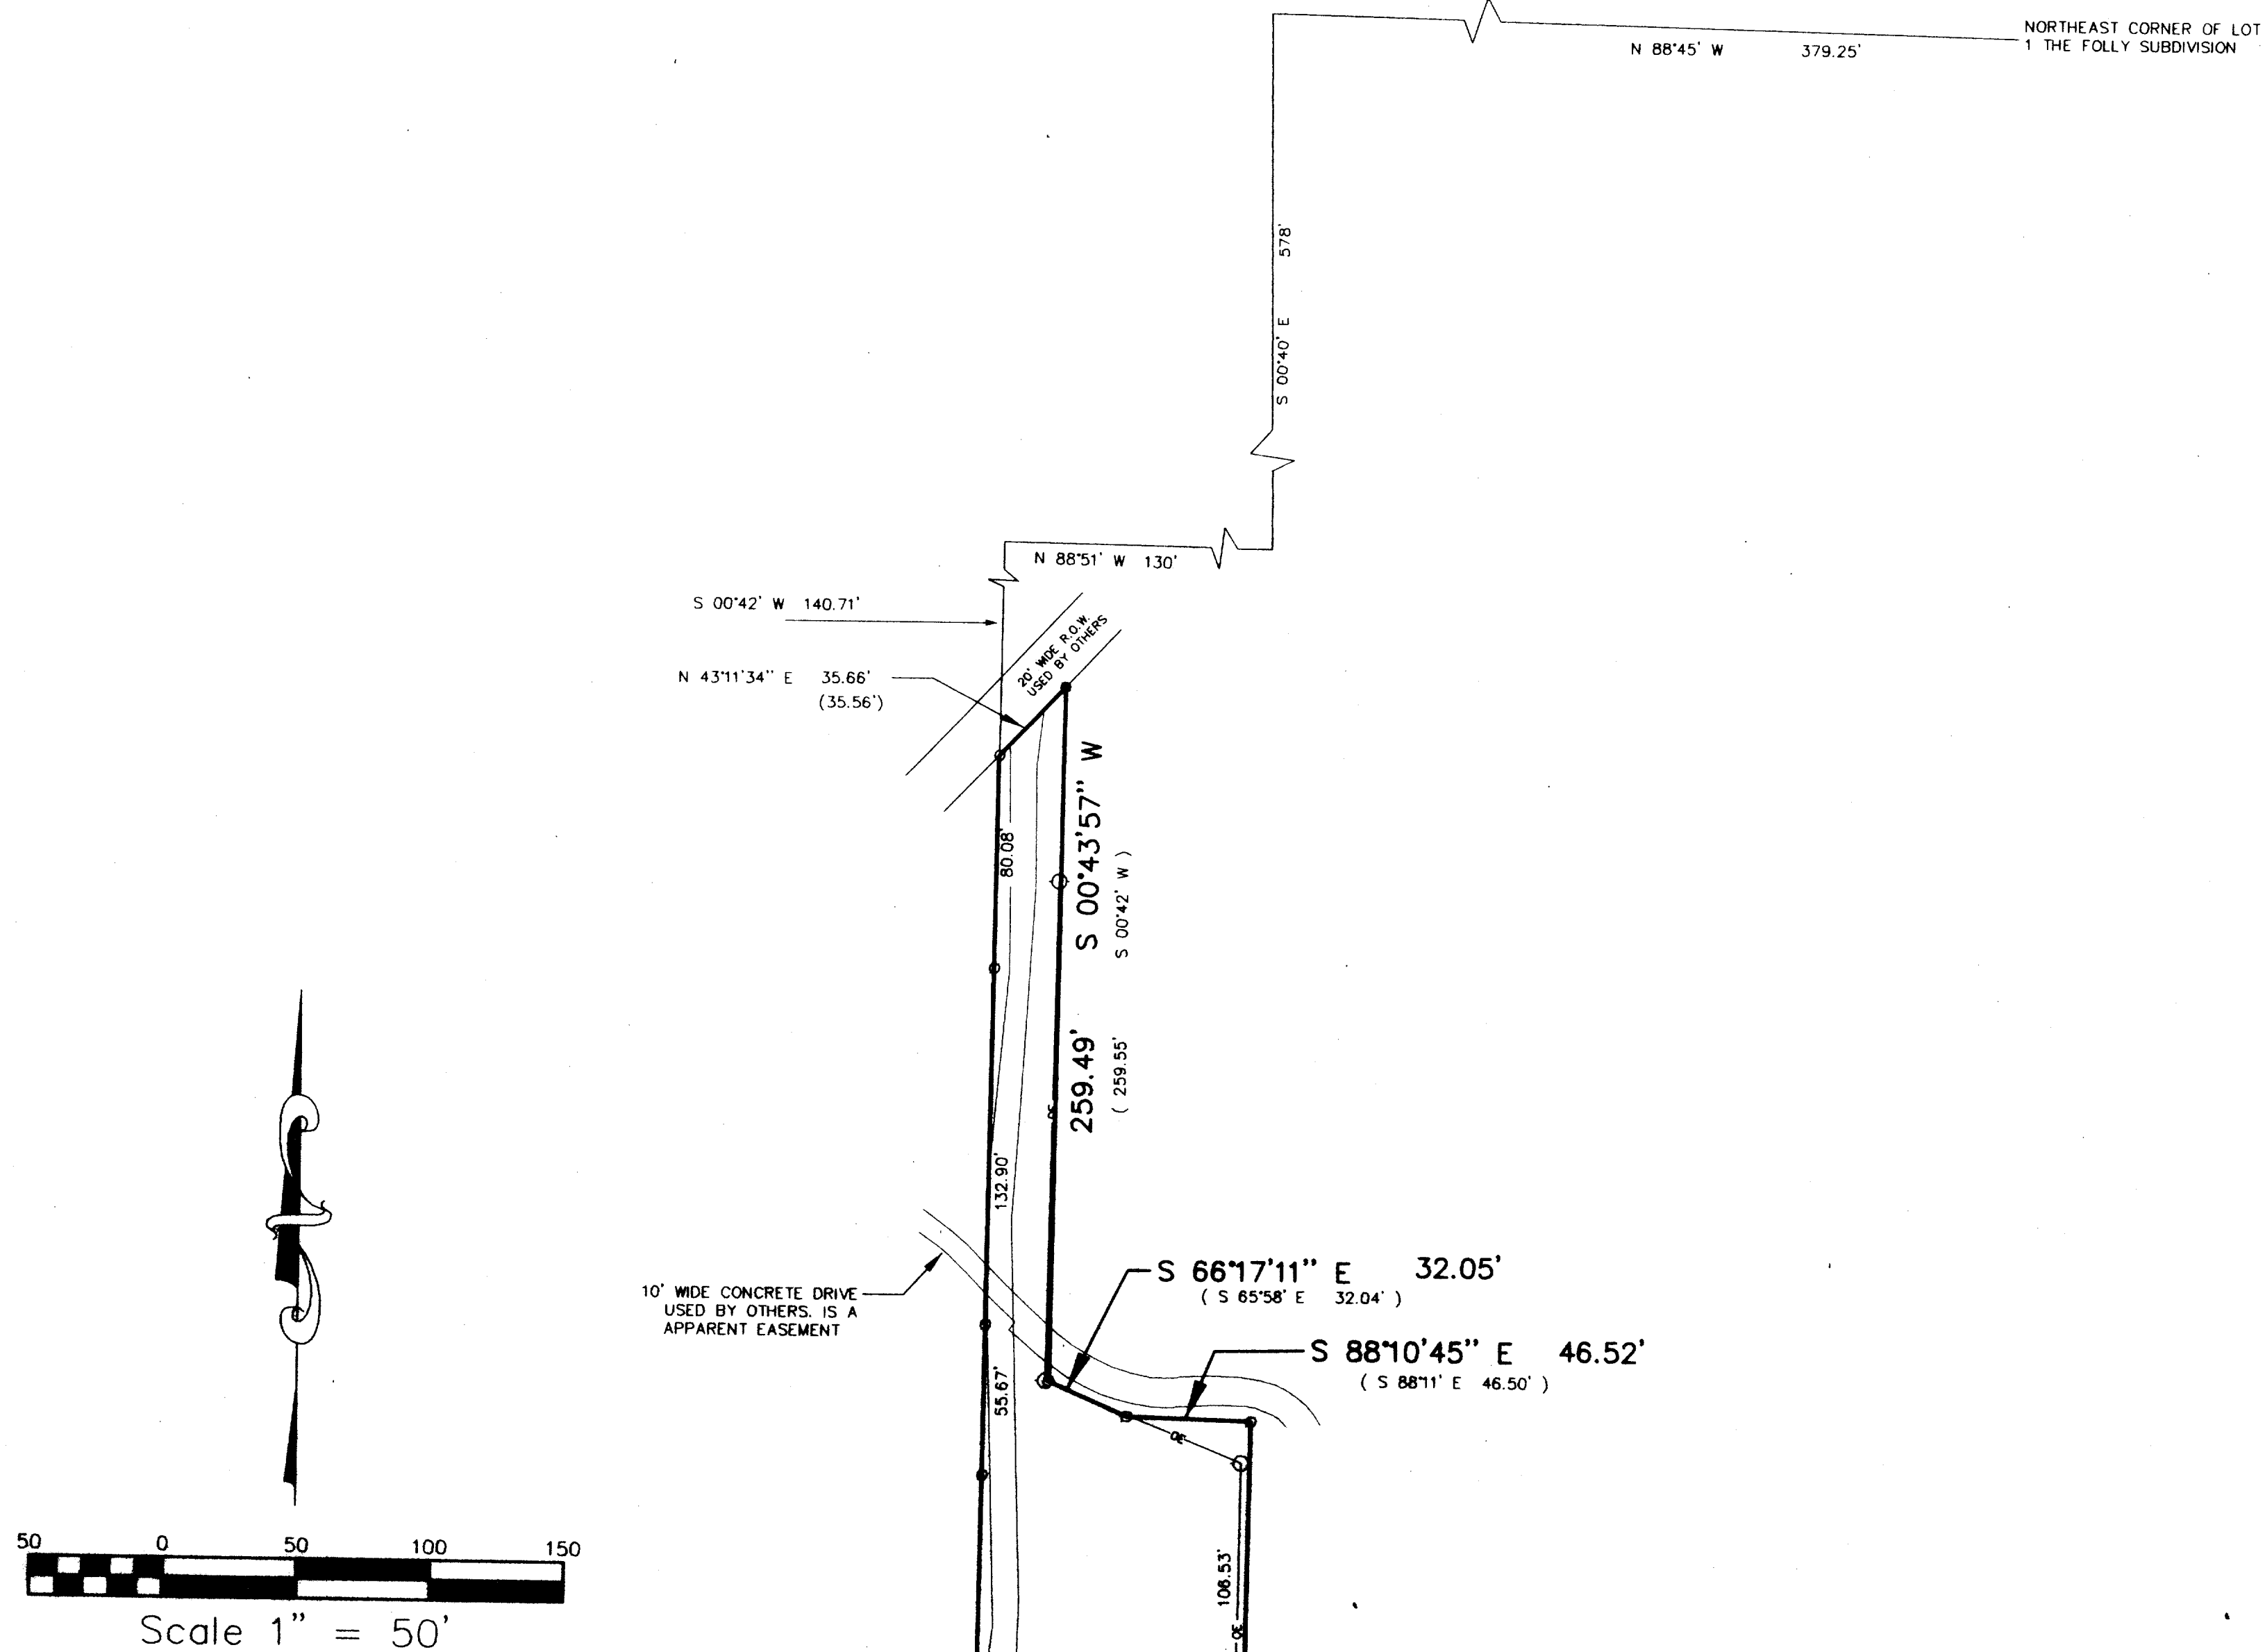 NORTHEAST CORNER OF LOT
1 THE FOLLY SUBDIVISION
N 88°45' W 379.25'
S 00°40' E 578'
N 88°51' W 130'
S 00°42' W 140.71'
20' WIDE R.O.W.
USED BY OTHERS
N 43°11'34" E 35.66'
(35.56')
80.08'
259.49' S 00°43'57" W
( 259.55' S 00°42' W )
OE
132.90'
10' WIDE CONCRETE DRIVE
USED BY OTHERS. IS A
APPARENT EASEMENT
S 66°17'11" E 32.05'
( S 65°58' E 32.04' )
S 88°10'45" E 46.52'
( S 88°11' E 46.50' )
55.67'
OE
108.53'
OE
50 0 50 100 150
Scale 1" = 50'